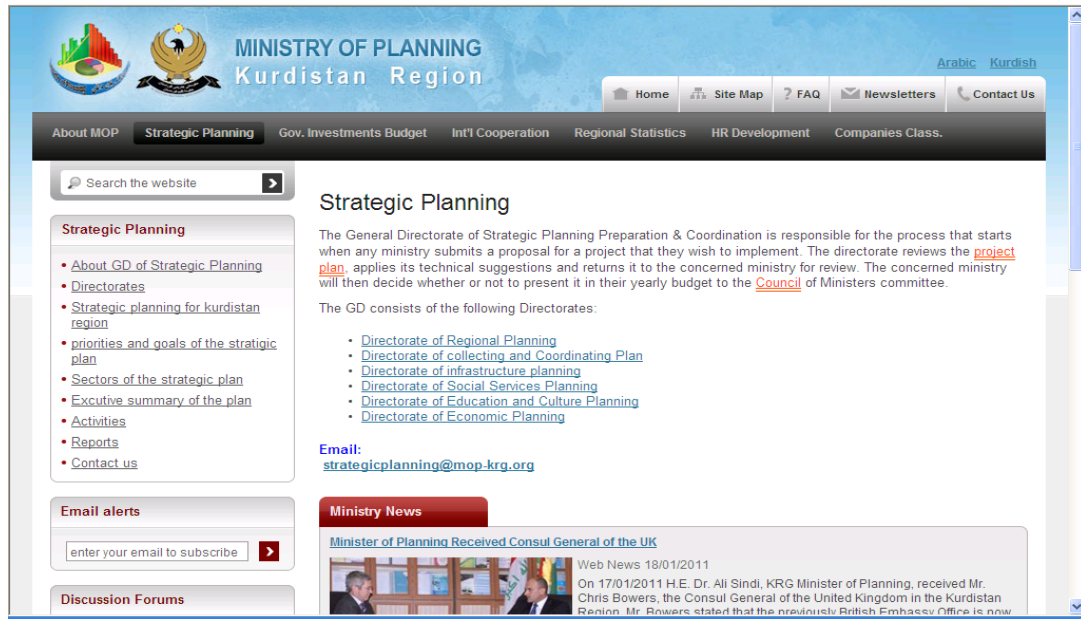 MINISTRY OF PLANNING
Kurdistan Region
Arabic Kurdish
Home Site Map ? FAQ Newsletters Contact Us
About MOP Strategic Planning Gov. Investments Budget Int'l Cooperation Regional Statistics HR Development Companies Class.
Search the website
Strategic Planning
• About GD of Strategic Planning
• Directorates
• Strategic planning for kurdistan
region
• priorities and goals of the stratigic
plan
• Sectors of the strategic plan
• Excutive summary of the plan
• Activities
• Reports
• Contact us
Email alerts
enter your email to subscribe
Discussion Forums
Strategic Planning
The General Directorate of Strategic Planning Preparation & Coordination is responsible for the process that starts
when any ministry submits a proposal for a project that they wish to implement. The directorate reviews the project
plan, applies its technical suggestions and returns it to the concerned ministry for review. The concerned ministry
will then decide whether or not to present it in their yearly budget to the Council of Ministers committee.
The GD consists of the following Directorates:
• Directorate of Regional Planning
• Directorate of collecting and Coordinating Plan
• Directorate of infrastructure planning
• Directorate of Social Services Planning
• Directorate of Education and Culture Planning
• Directorate of Economic Planning
Email:
strategicplanning@mop-krg.org
Ministry News
Minister of Planning Received Consul General of the UK
Web News 18/01/2011
On 17/01/2011 H.E. Dr. Ali Sindi, KRG Minister of Planning, received Mr.
Chris Bowers, the Consul General of the United Kingdom in the Kurdistan
Region. Mr. Bowers stated that the previously British Embassy Office is now